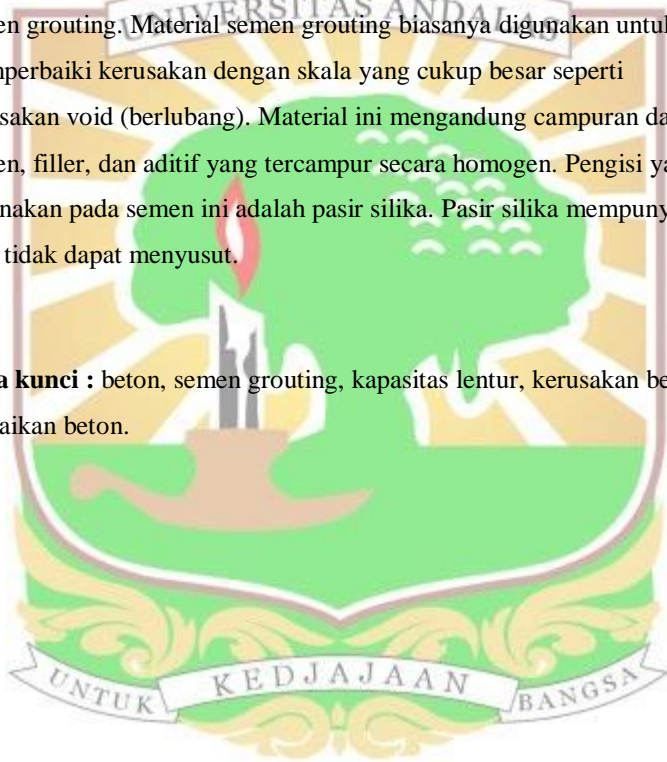 UNIVERSITAS ANDALAS
en grouting. Material semen grouting biasanya digunakan untuk
perbaiki kerusakan dengan skala yang cukup besar seperti
sakan void (berlubang). Material ini mengandung campuran da
en, filler, dan aditif yang tercampur secara homogen. Pengisi ya
nakan pada semen ini adalah pasir silika. Pasir silika mempuny
tidak dapat menyusut.
a kunci : beton, semen grouting, kapasitas lentur, kerusakan be
aikan beton.
UNTUK KEDJAJAAN BANGSA